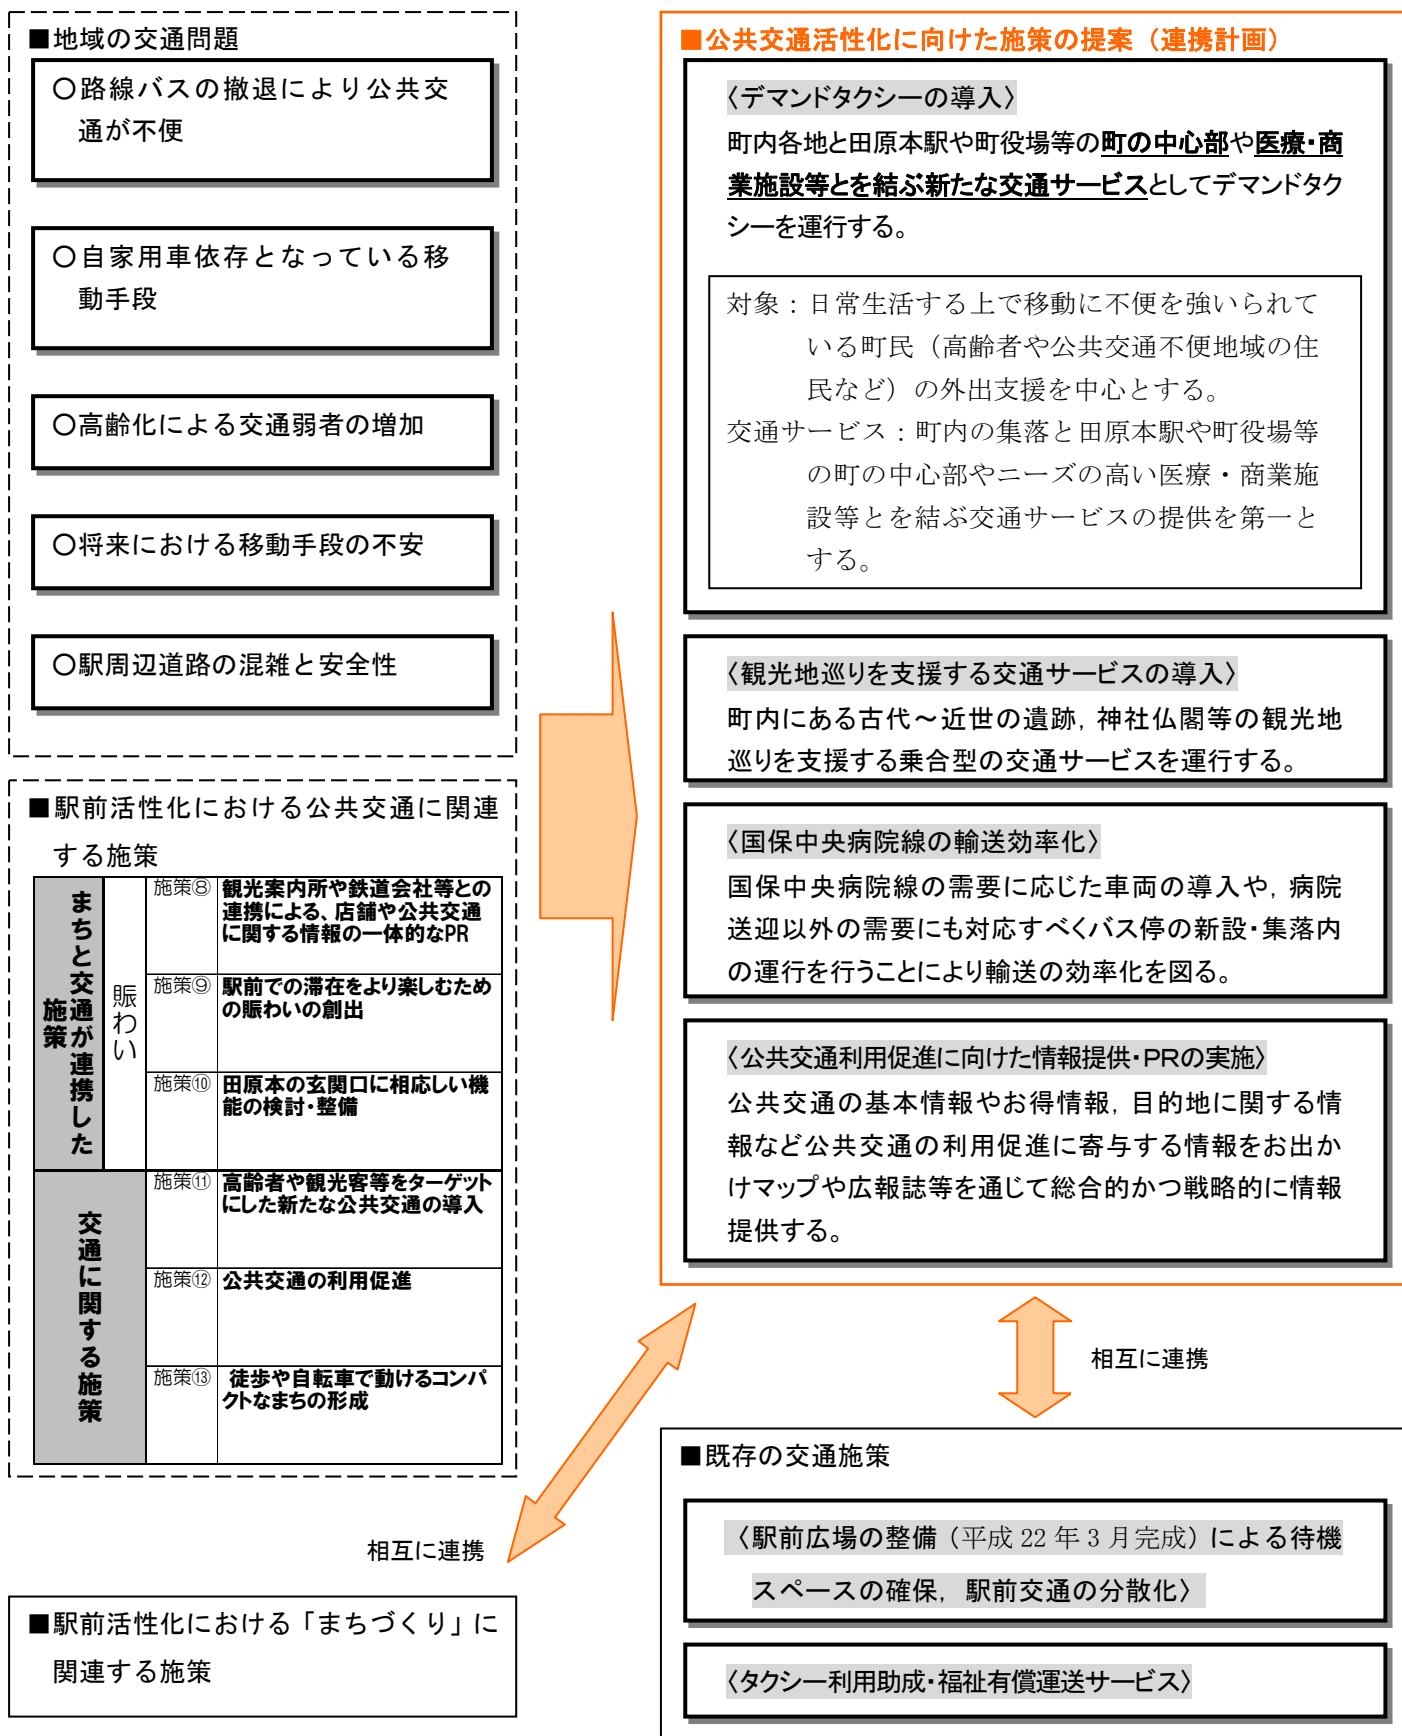 ■地域の交通問題
〇路線バスの撤退により公共交
通が不便
〇自家用車依存となっている移
動手段
〇高齢化による交通弱者の増加
〇将来における移動手段の不安
〇駅周辺道路の混雑と安全性
■駅前活性化における公共交通に関連
する施策
まちと交通が連携した
施策
賑わい
施策⑧ 観光案内所や鉄道会社等との
連携による、店舗や公共交通
に関する情報の一体的なPR
施策⑨ 駅前での滞在をより楽しむため
の賑わいの創出
施策⑩ 田原本の玄関口に相応しい機
能の検討・整備
交通に関する施策
施策⑪ 高齢者や観光客等をターゲット
にした新たな公共交通の導入
施策⑫ 公共交通の利用促進
施策⑬ 徒歩や自転車で動けるコンパ
クトなまちの形成
相互に連携
■駅前活性化における「まちづくり」に
関連する施策
■公共交通活性化に向けた施策の提案（連携計画）
〈デマンドタクシーの導入〉
町内各地と田原本駅や町役場等の町の中心部や医療・商
業施設等とを結ぶ新たな交通サービスとしてデマンドタク
シーを運行する。
対象：日常生活する上で移動に不便を強いられて
いる町民（高齢者や公共交通不便地域の住
民など）の外出支援を中心とする。
交通サービス：町内の集落と田原本駅や町役場等
の町の中心部やニーズの高い医療・商業施
設等とを結ぶ交通サービスの提供を第一と
する。
〈観光地巡りを支援する交通サービスの導入〉
町内にある古代～近世の遺跡，神社仏閣等の観光地
巡りを支援する乗合型の交通サービスを運行する。
〈国保中央病院線の輸送効率化〉
国保中央病院線の需要に応じた車両の導入や，病院
送迎以外の需要にも対応すべくバス停の新設・集落内
の運行を行うことにより輸送の効率化を図る。
〈公共交通利用促進に向けた情報提供・PRの実施〉
公共交通の基本情報やお得情報，目的地に関する情
報など公共交通の利用促進に寄与する情報をお出か
けマップや広報誌等を通じて総合的かつ戦略的に情報
提供する。
相互に連携
■既存の交通施策
〈駅前広場の整備（平成 22 年 3 月完成）による待機
スペースの確保，駅前交通の分散化〉
〈タクシー利用助成・福祉有償運送サービス〉